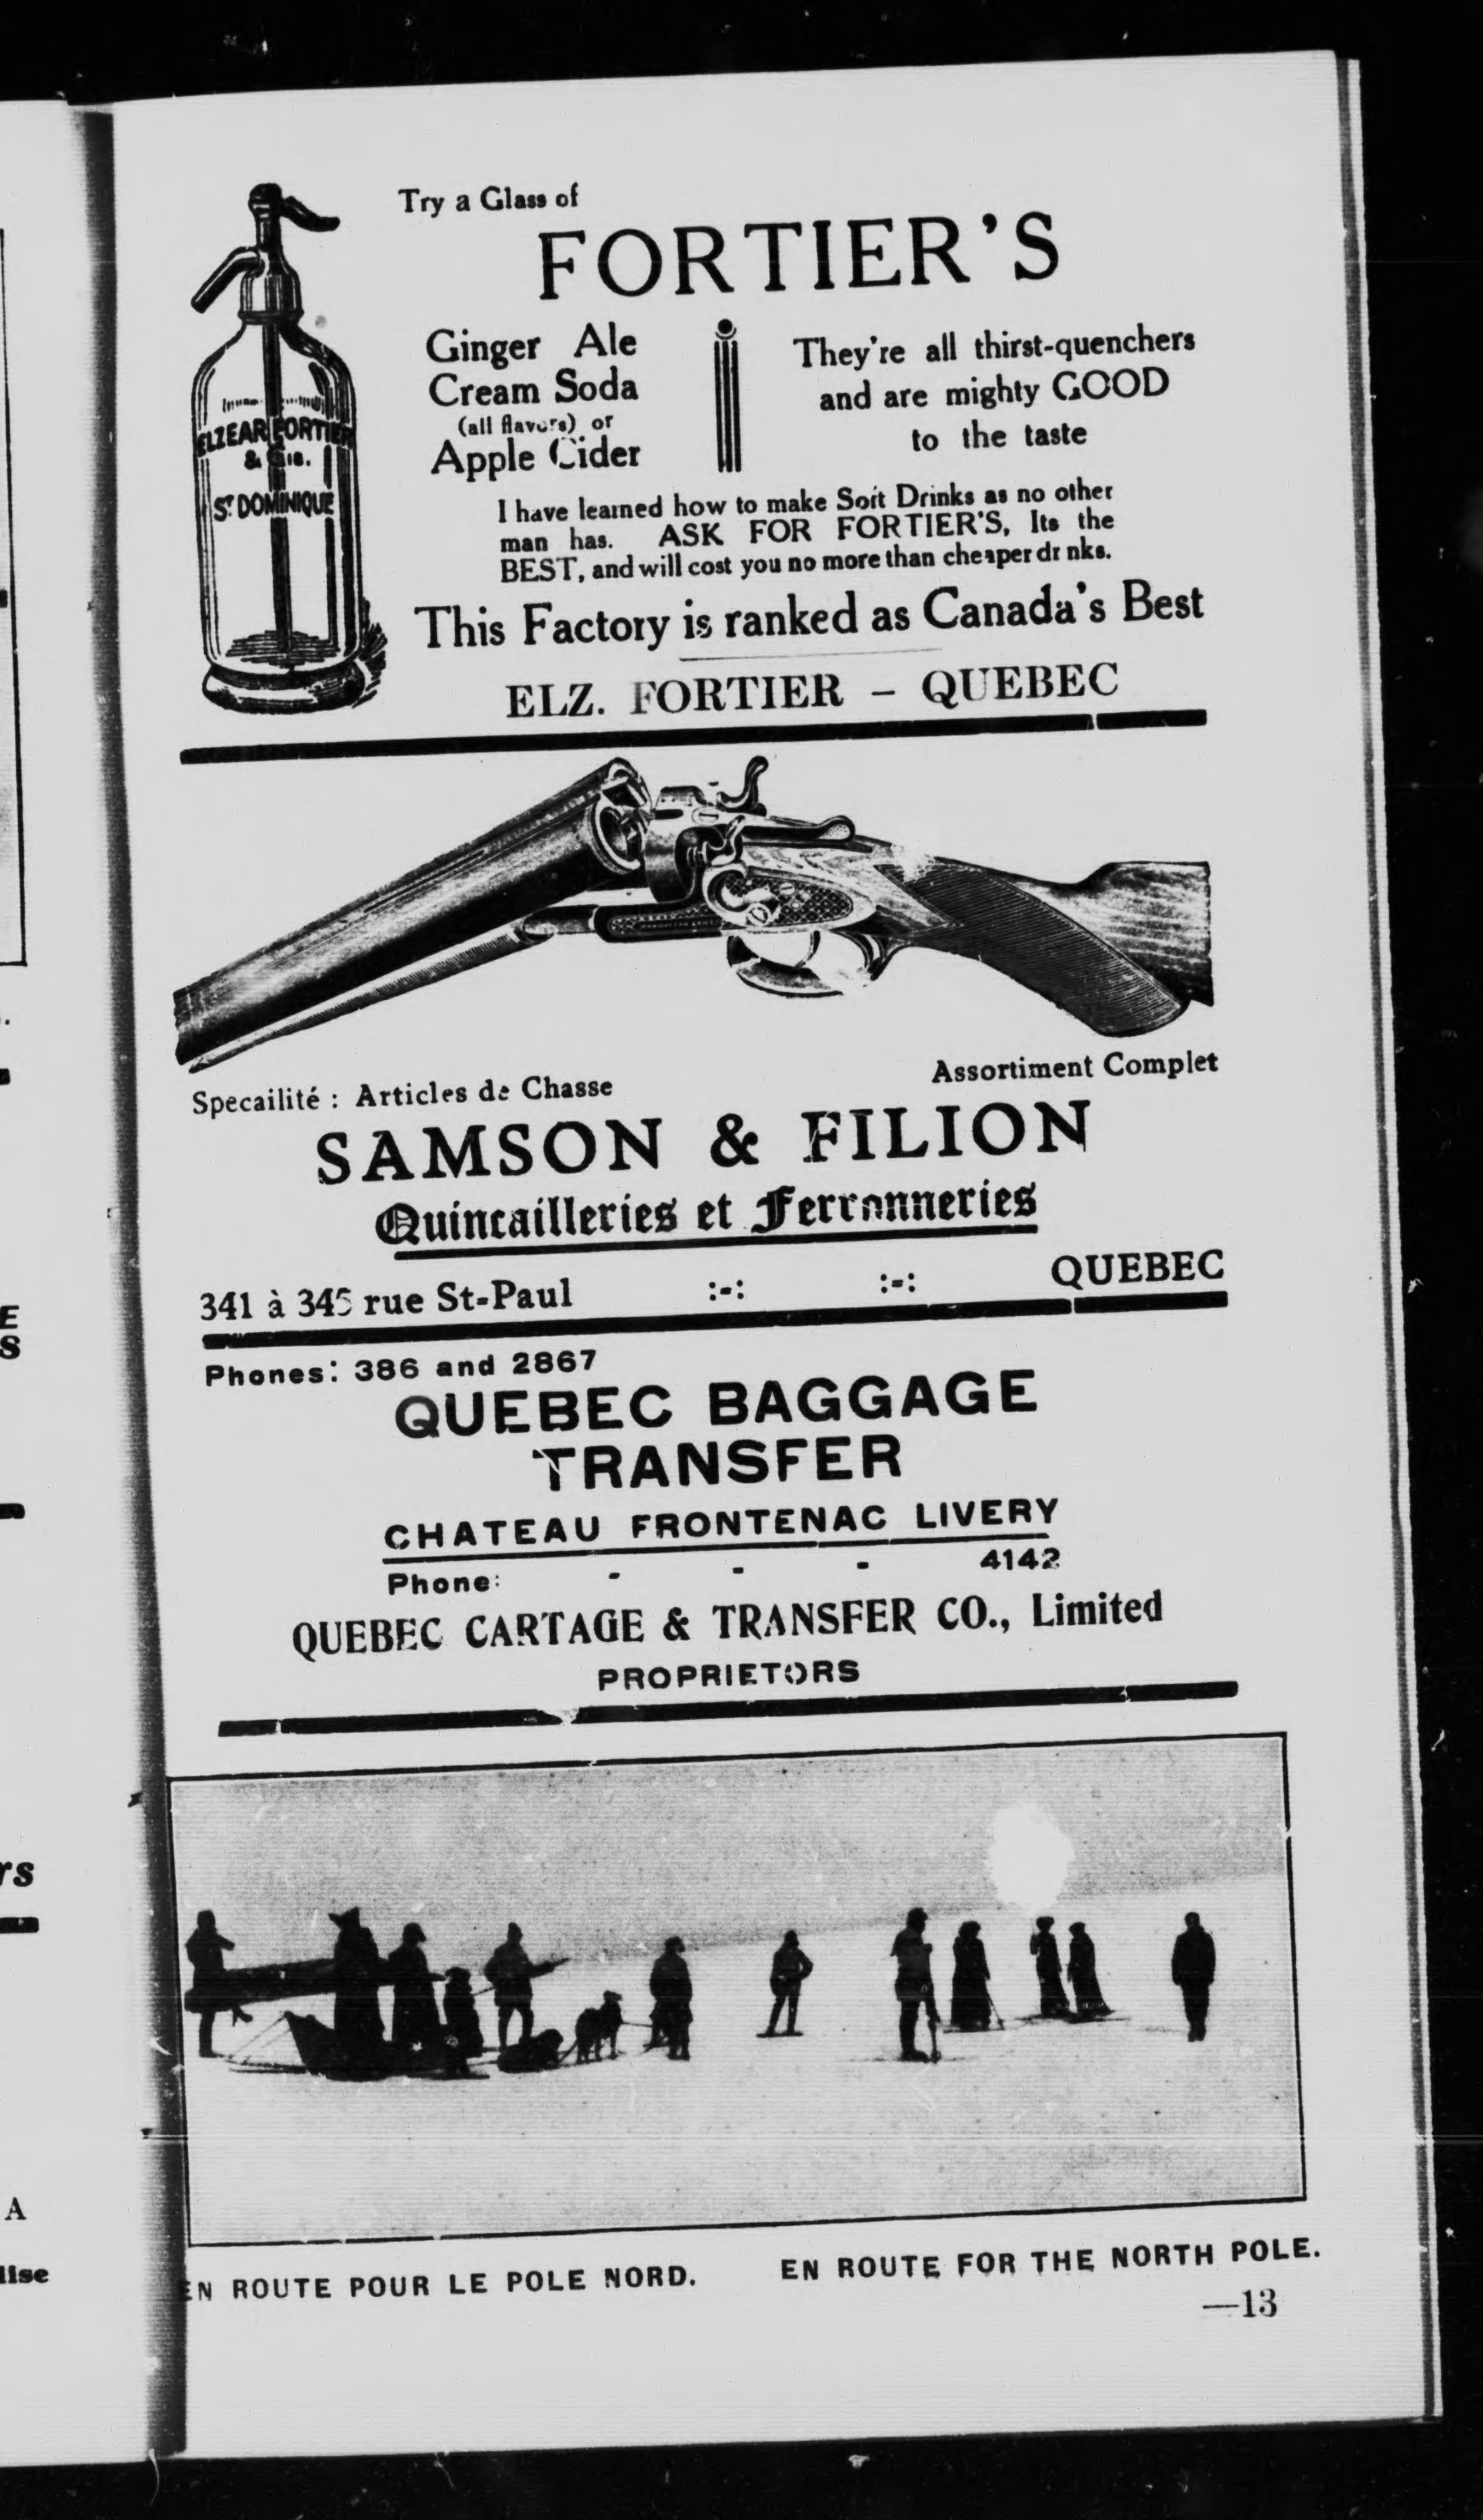 Try a Glass of
FORTIER'S
Ginger Ale
Cream Soda
(all flavors) or
Apple Cider
They're all thirst-quenchers
and are mighty GOOD
to the taste
ELZEAR FORTIER
& Cie.
ST DOMINIQUE
I have learned how to make Soft Drinks as no other
man has. ASK FOR FORTIER'S, Its the
BEST, and will cost you no more than cheaper dr nks.
This Factory is ranked as Canada's Best
ELZ. FORTIER - QUEBEC
Specailité : Articles de Chasse
Assortiment Complet
SAMSON & FILION
Quincailleries et Ferronneries
341 à 345 rue St-Paul :-: :-: QUEBEC
Phones: 386 and 2867
QUEBEC BAGGAGE
TRANSFER
CHATEAU FRONTENAC LIVERY
Phone: - - - 4142
QUEBEC CARTAGE & TRANSFER CO., Limited
PROPRIETORS
EN ROUTE POUR LE POLE NORD.
EN ROUTE FOR THE NORTH POLE.
—13
E
S
rs
A
lise